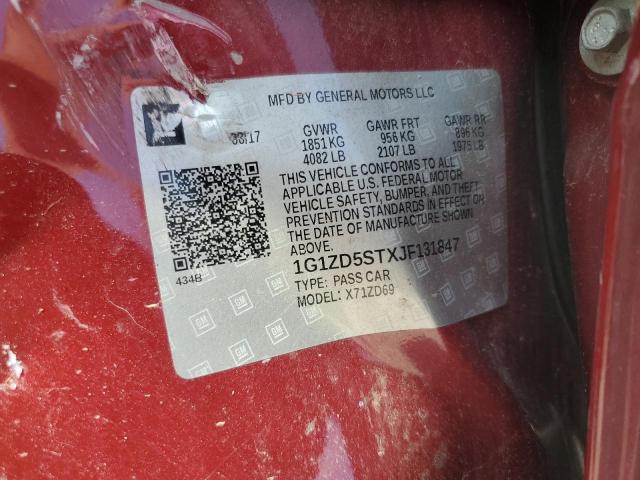 MFD BY GENERAL MOTORS LLC
GVWR GAWR FRT GAWR RR
1851 KG 956 KG 896 KG
4082 LB 2107 LB 1975 LB
THIS VEHICLE CONFORMS TO ALL
APPLICABLE U.S. FEDERAL MOTOR
VEHICLE SAFETY, BUMPER, AND THEFT
PREVENTION STANDARDS IN EFFECT ON
THE DATE OF MANUFACTURE SHOWN
ABOVE.
434B
1G1ZD5STXJF131847
TYPE: PASS CAR
MODEL: X71ZD69
GM